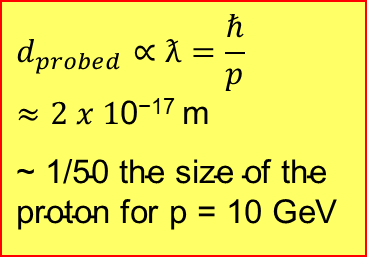 d_probed ∝ ƛ = ħ/p
≈ 2 x 10⁻¹⁷ m
~ 1/50 the size of the
proton for p = 10 GeV